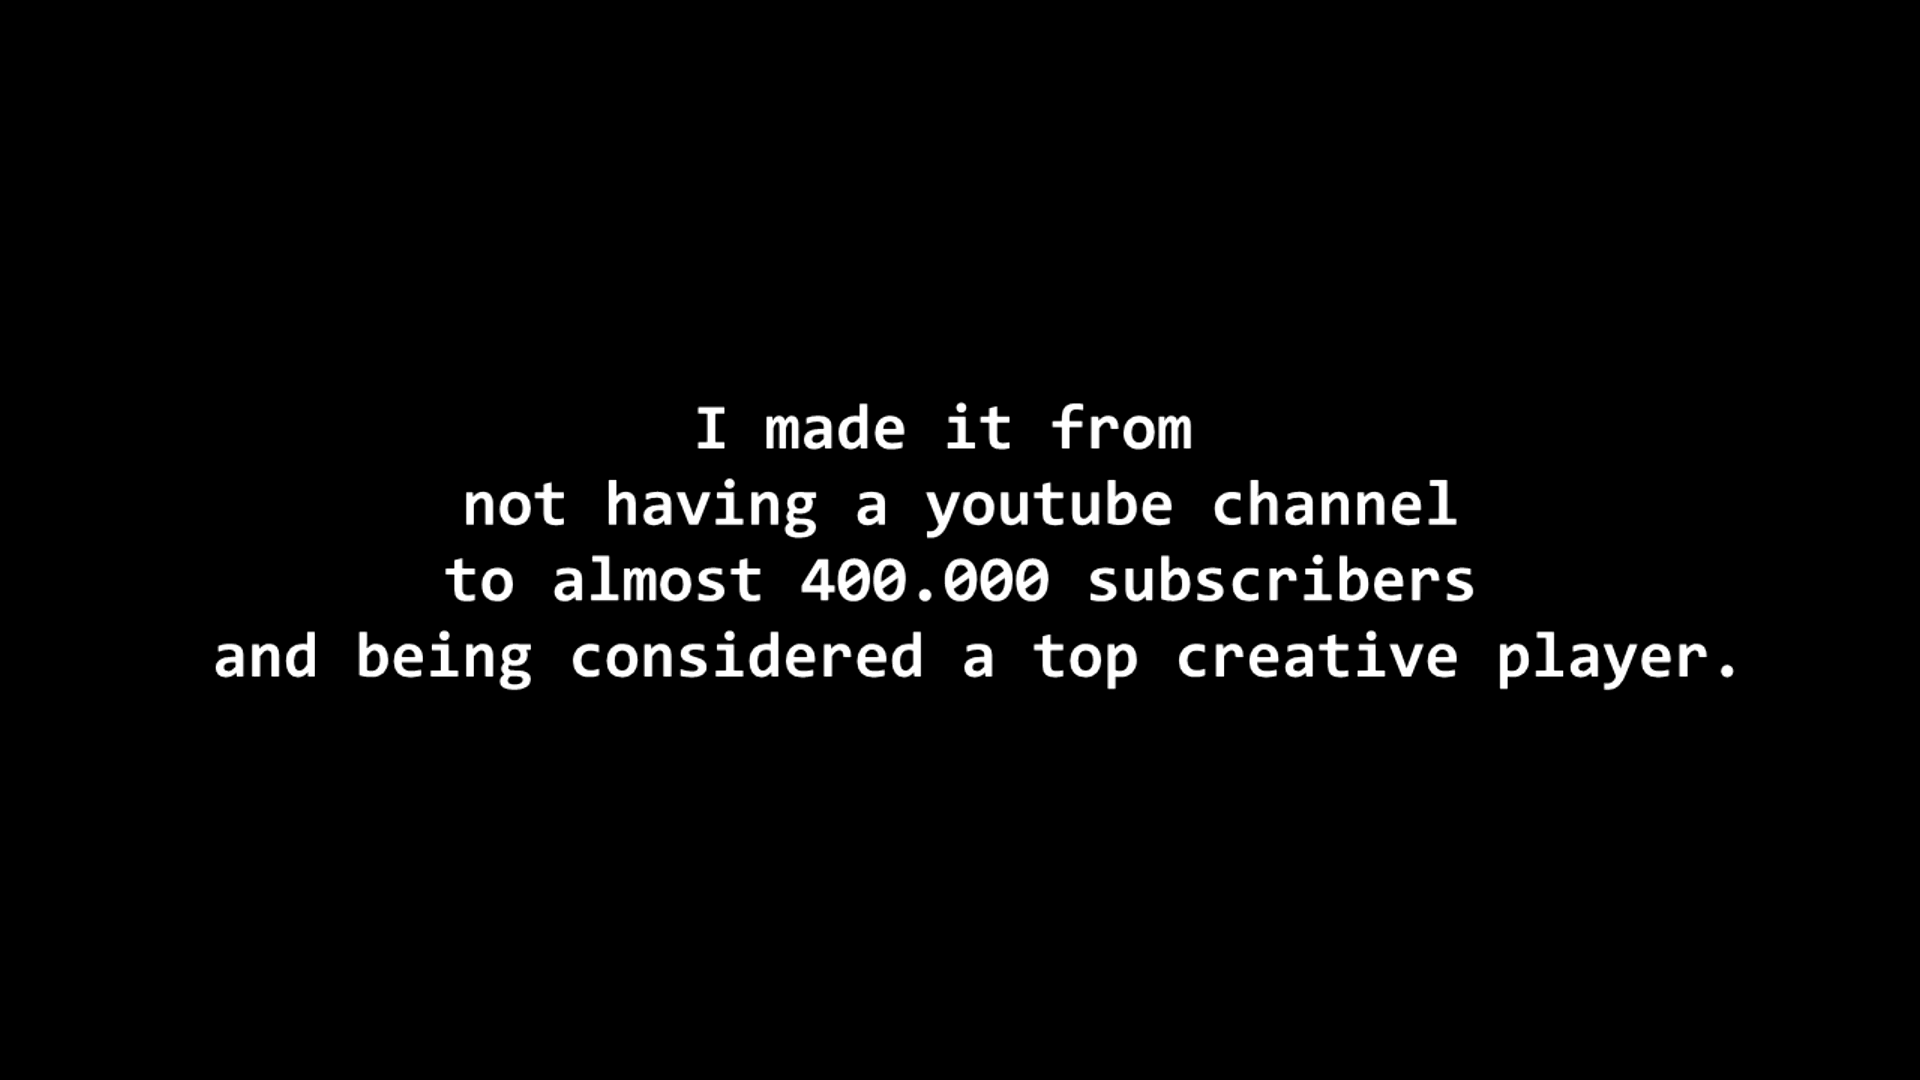 I made it from
not having a youtube channel
to almost 400.000 subscribers
and being considered a top creative player.